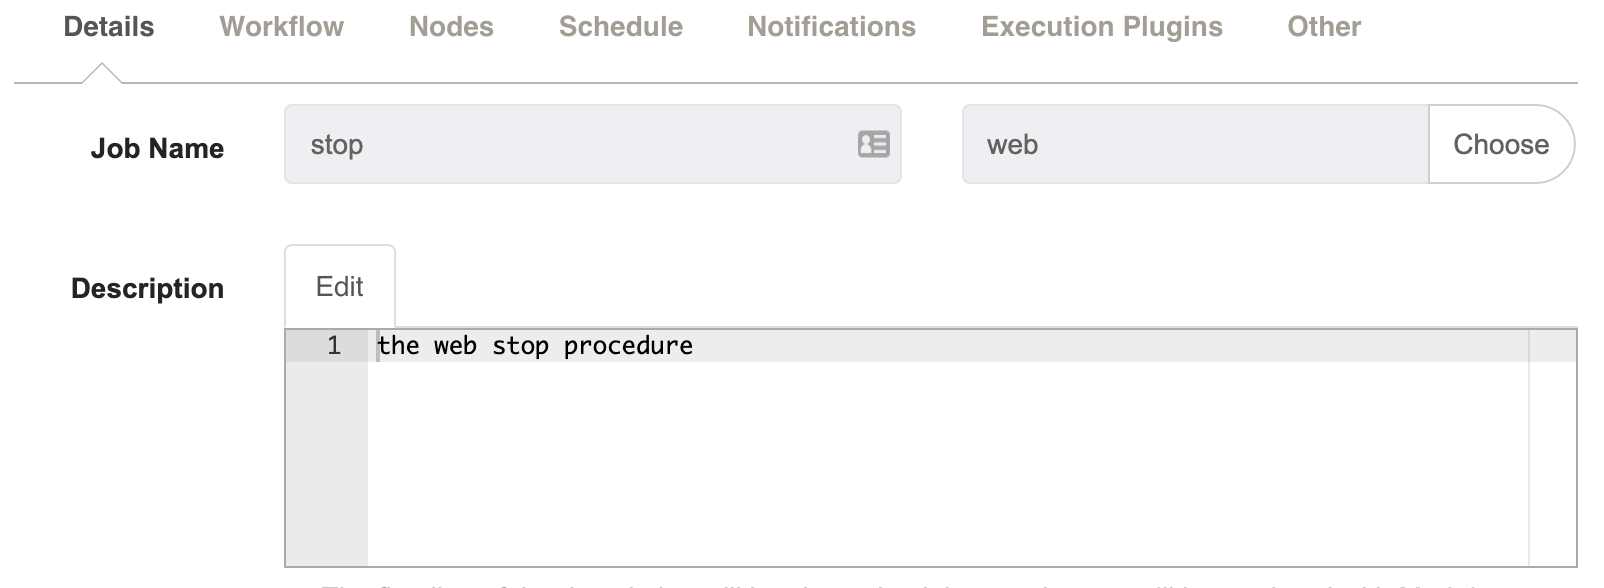 Details Workflow Nodes Schedule Notifications Execution Plugins Other
Job Name stop web Choose
Description Edit
1 the web stop procedure